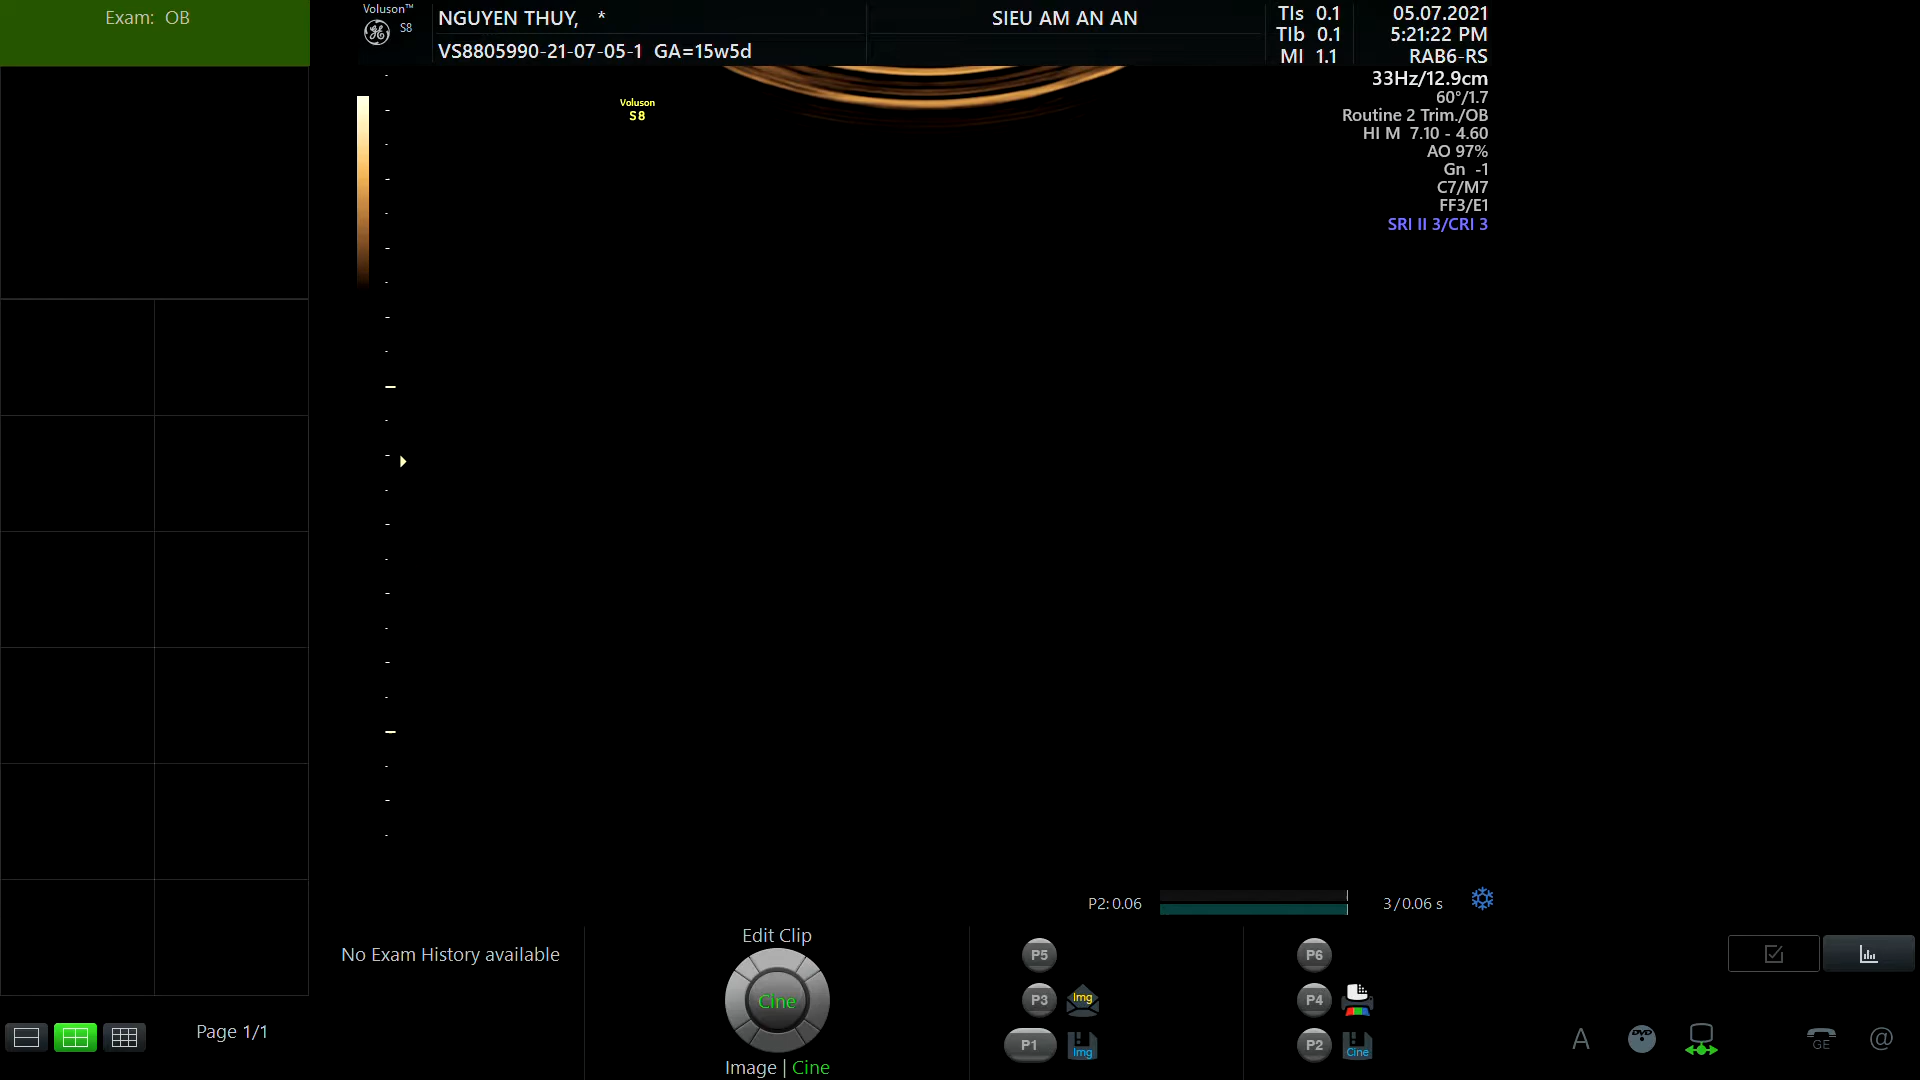 Exam: OB
Voluson™
S8
NGUYEN THUY, *
SIEU AM AN AN
VS8805990-21-07-05-1 GA=15w5d
TIs 0.1
TIb 0.1
MI 1.1
05.07.2021
5:21:22 PM
RAB6-RS
33Hz/12.9cm
60°/1.7
Routine 2 Trim./OB
HI M 7.10 - 4.60
AO 97%
Gn -1
C7/M7
FF3/E1
SRI II 3/CRI 3
Voluson
S8
P2: 0.06
3/0.06 s
No Exam History available
Edit Clip
Cine
Image | Cine
P5
P3 Img
P1 Img
P6
P4
P2 Cine
Page 1/1
A
DVD
GE
@